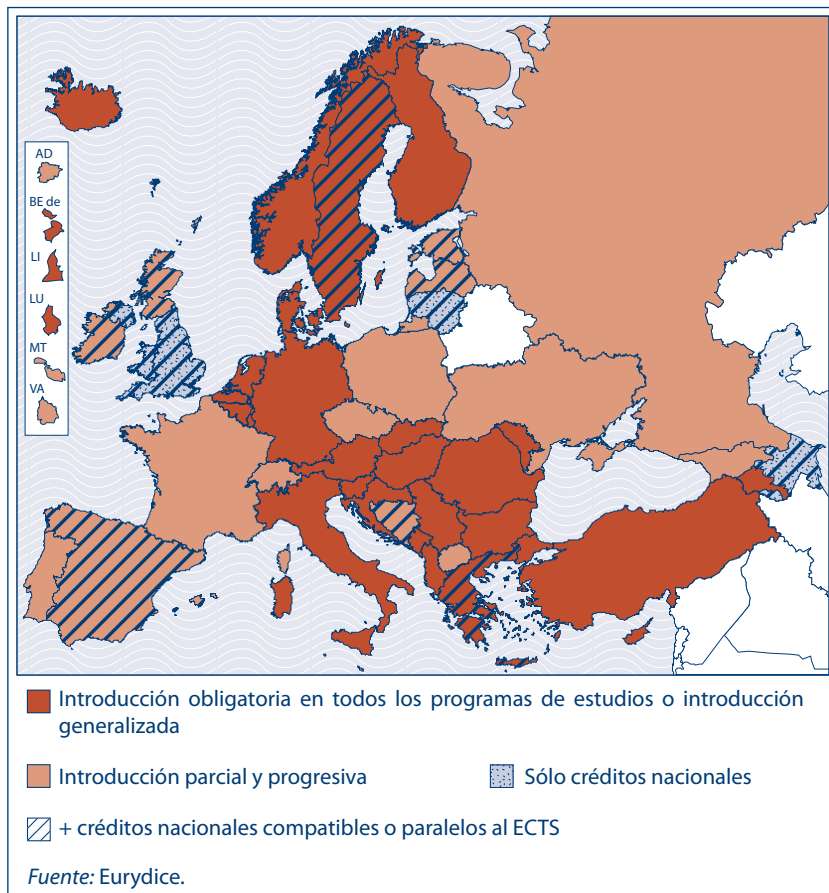 AD
BE de
LI
LU
MT
VA
Introducción obligatoria en todos los programas de estudios o introducción
generalizada
Introducción parcial y progresiva
Sólo créditos nacionales
+ créditos nacionales compatibles o paralelos al ECTS
Fuente: Eurydice.